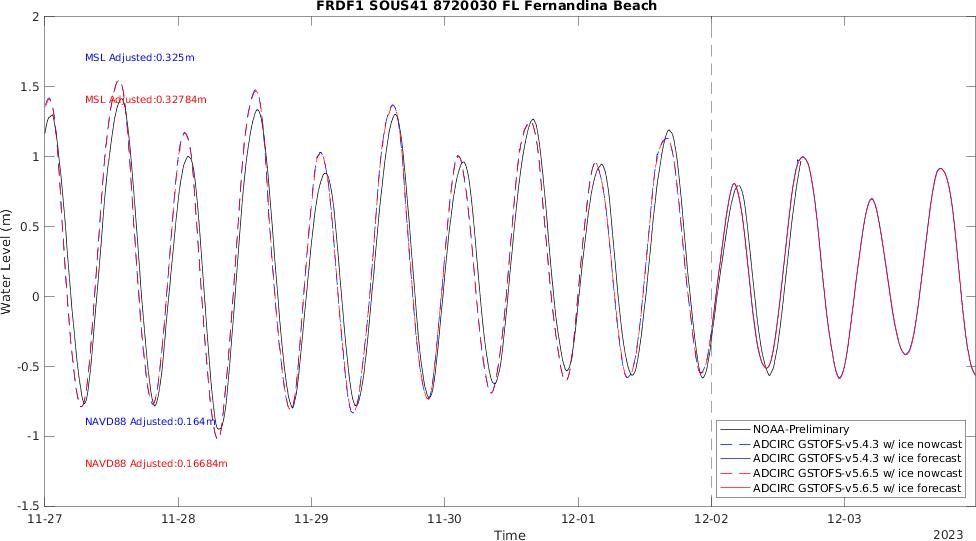 FRDF1 SOUS41 8720030 FL Fernandina Beach
2
1.5
1
0.5
0
-0.5
-1
-1.5
Water Level (m)
MSL Adjusted:0.325m
MSL Adjusted:0.32784m
NAVD88 Adjusted:0.164m
NAVD88 Adjusted:0.16684m
NOAA-Preliminary
ADCIRC GSTOFS-v5.4.3 w/ ice nowcast
ADCIRC GSTOFS-v5.4.3 w/ ice forecast
ADCIRC GSTOFS-v5.6.5 w/ ice nowcast
ADCIRC GSTOFS-v5.6.5 w/ ice forecast
11-27 11-28 11-29 11-30 12-01 12-02 12-03
Time
2023